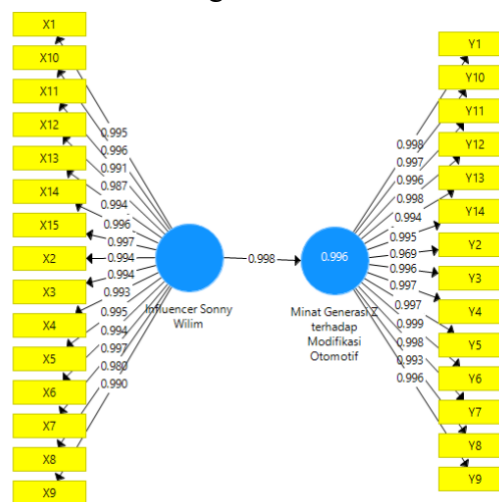 X1
X10
X11
X12
X13
X14
X15
X2
X3
X4
X5
X6
X7
X8
X9
0.995
0.996
0.991
0.987
0.994
0.996
0.997
0.994
0.994
0.993
0.995
0.994
0.997
0.980
0.990
Influencer Sonny
Wilim
0.998
0.996
Minat Generasi Z
terhadap
Modifikasi
Otomotif
0.998
0.997
0.996
0.998
0.994
0.995
0.969
0.996
0.997
0.997
0.999
0.998
0.993
0.996
Y1
Y10
Y11
Y12
Y13
Y14
Y2
Y3
Y4
Y5
Y6
Y7
Y8
Y9